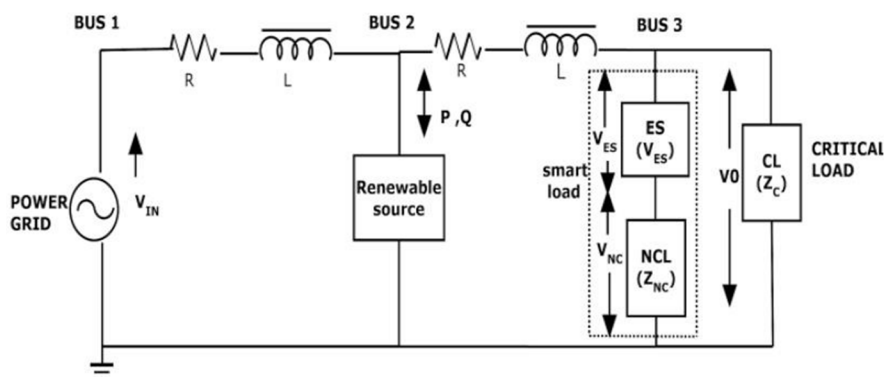 BUS 1
BUS 2
BUS 3
R
L
R
L
P ,Q
V_ES
ES
(V_ES)
smart
load
V0
CL
(Z_C)
CRITICAL
LOAD
POWER
GRID
V_IN
Renewable
source
V_NC
NCL
(Z_NC)